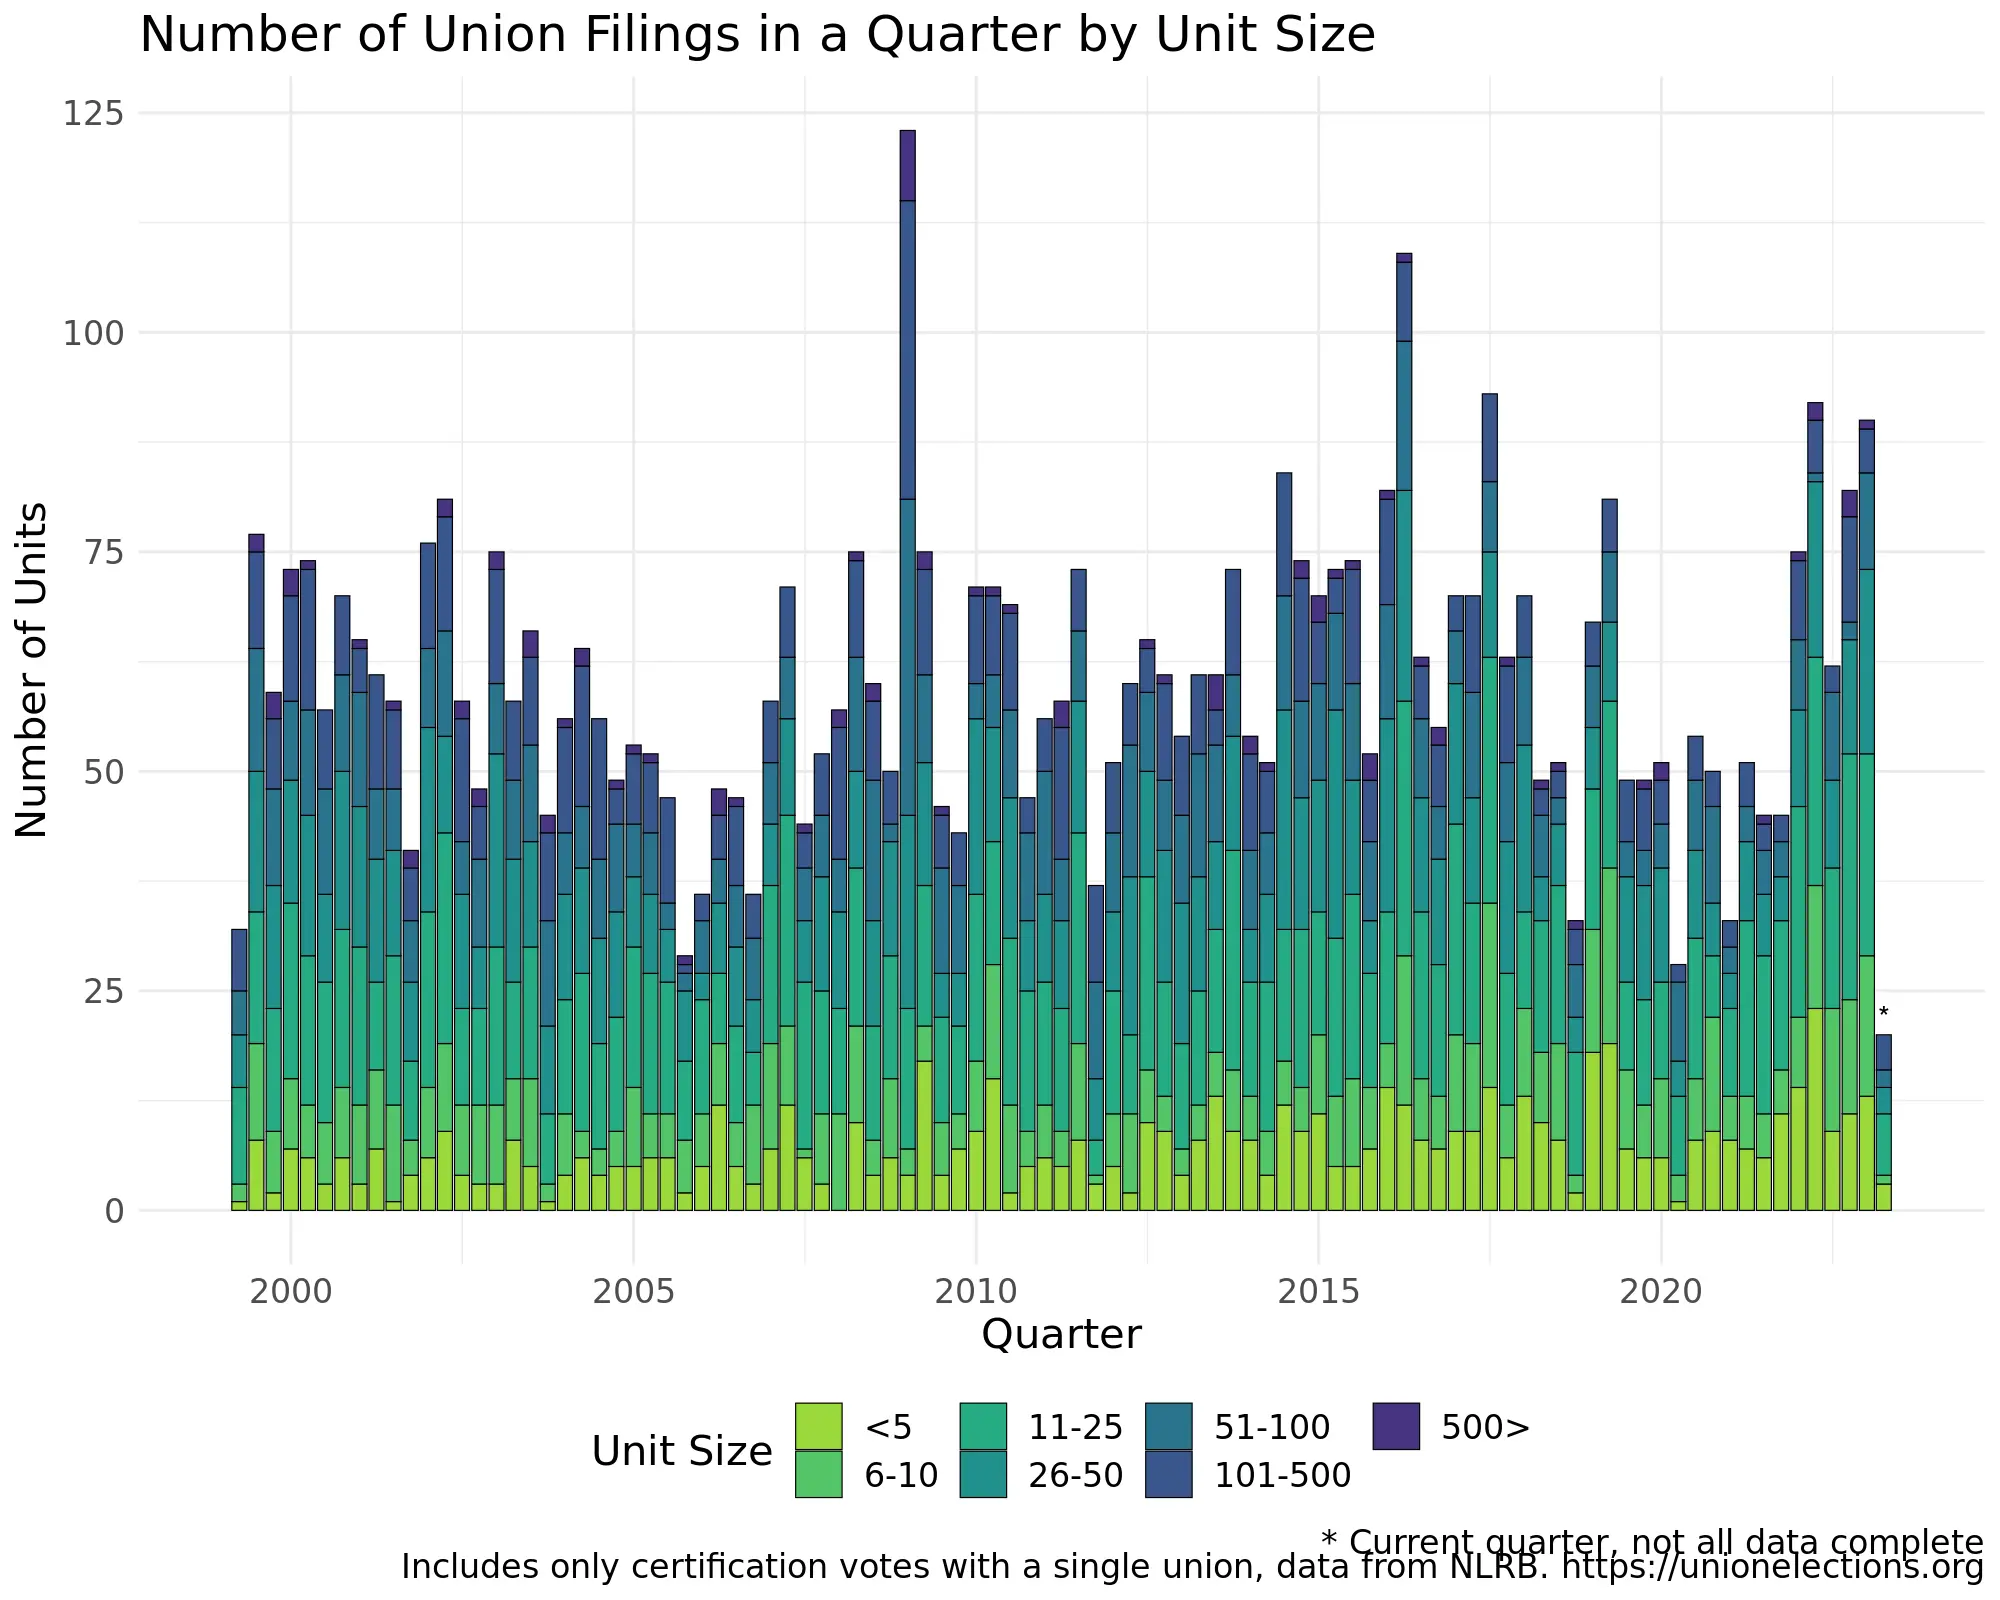 Number of Union Filings in a Quarter by Unit Size
Number of Units
125
100
75
50
25
0
*
2000 2005 2010 2015 2020
Quarter
Unit Size
<5 11-25 51-100 500>
6-10 26-50 101-500
* Current quarter, not all data complete
Includes only certification votes with a single union, data from NLRB. https://unionelections.org